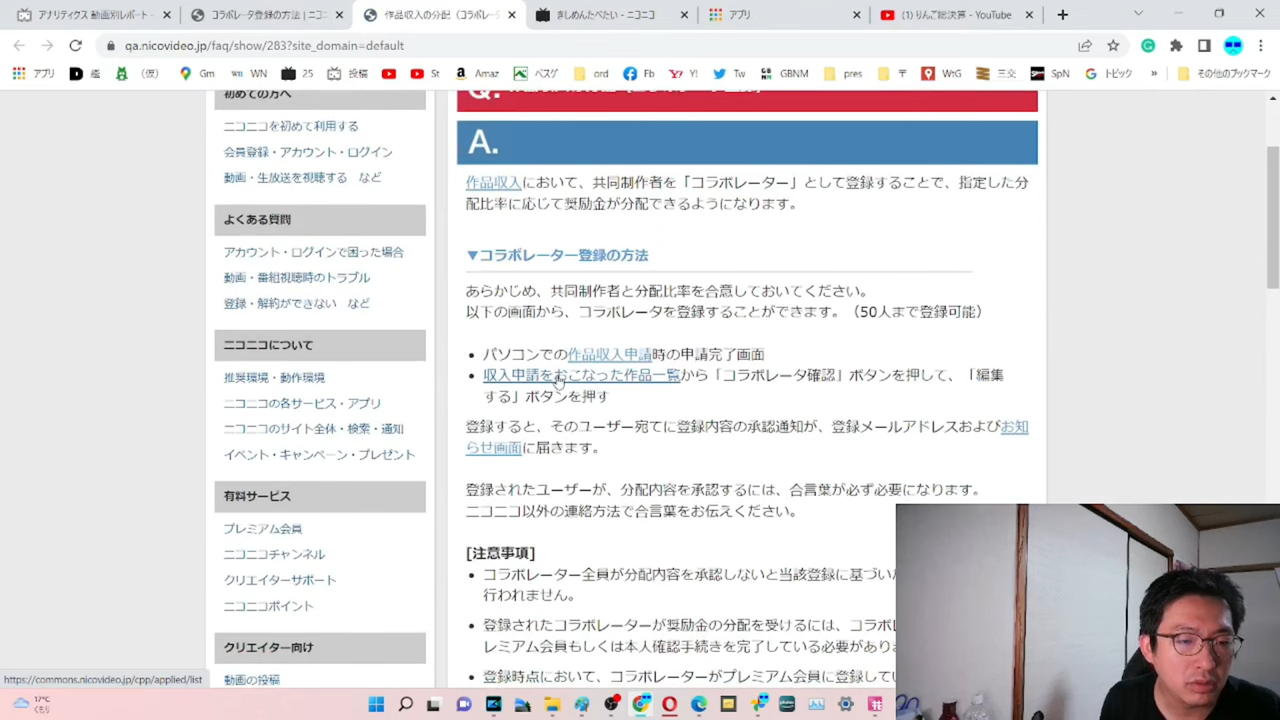 アナリティクス 動画別レポート -
コラボレータ登録の方法 | ニコニコ
作品収入の分配（コラボレータ
きしめんたべたい - ニコニコ
アプリ
(1) りんご総決算 - YouTube
qa.nicovideo.jp/faq/show/283?site_domain=default
アプリ 艦 (仮) Gm WN 25 投稿 St Amaz ベスゲ ord Fb Y! Tw GBNM pres 〒 WrG 三交 SpN トピック » その他のブックマーク
初めての方へ
ニコニコを初めて利用する
会員登録・アカウント・ログイン
動画・生放送を視聴する など
よくある質問
アカウント・ログインで困った場合
動画・番組視聴時のトラブル
登録・解約ができない など
ニコニコについて
推奨環境・動作環境
ニコニコの各サービス・アプリ
ニコニコのサイト全体・検索・通知
イベント・キャンペーン・プレゼント
有料サービス
プレミアム会員
ニコニコチャンネル
クリエイターサポート
ニコニコポイント
クリエイター向け
動画の投稿
Q.
A.
作品収入において、共同制作者を「コラボレーター」として登録することで、指定した分
配比率に応じて奨励金が分配できるようになります。
▼コラボレーター登録の方法
あらかじめ、共同制作者と分配比率を合意しておいてください。
以下の画面から、コラボレータを登録することができます。（50人まで登録可能）
• パソコンでの作品収入申請時の申請完了画面
• 収入申請をおこなった作品一覧から「コラボレータ確認」ボタンを押して、「編集
する」ボタンを押す
登録すると、そのユーザー宛てに登録内容の承認通知が、登録メールアドレスおよびお知
らせ画面に届きます。
登録されたユーザーが、分配内容を承認するには、合言葉が必ず必要になります。
ニコニコ以外の連絡方法で合言葉をお伝えください。
[注意事項]
• コラボレーター全員が分配内容を承認しないと当該登録に基づい
行われません。
• 登録されたコラボレーターが奨励金の分配を受けるには、コラボ
レミアム会員もしくは本人確認手続きを完了している必要があり
• 登録時点において、コラボレーターがプレミアム会員に登録して
https://commons.nicovideo.jp/cpp/applied/list
17℃
くもり